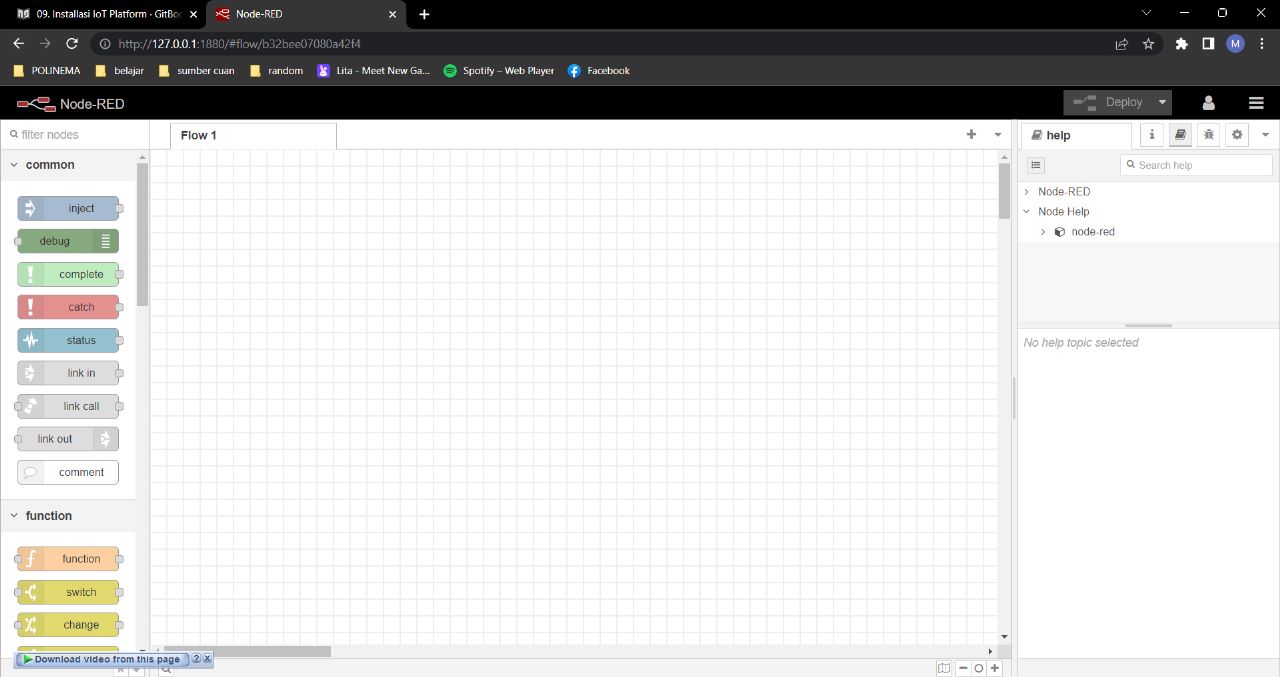 09. Installasi IoT Platform - GitBo
Node-RED
http://127.0.0.1:1880/#flow/b32bee07080a42f4
M
POLINEMA
belajar
sumber cuan
random
Lita - Meet New Ga...
Spotify – Web Player
Facebook
Node-RED
Deploy
filter nodes
Flow 1
help
Search help
common
Node-RED
Node Help
node-red
inject
debug
complete
catch
status
link in
link call
link out
comment
No help topic selected
function
function
switch
change
Download video from this page
?